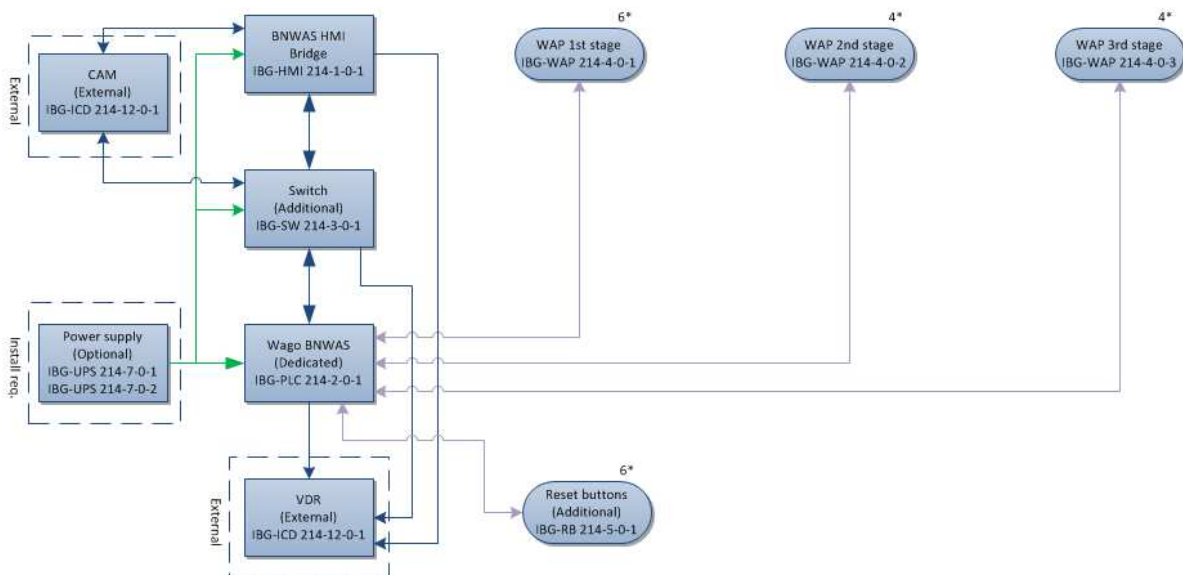 6*
4*
4*
BNWAS HMI
Bridge
IBG-HMI 214-1-0-1
WAP 1st stage
IBG-WAP 214-4-0-1
WAP 2nd stage
IBG-WAP 214-4-0-2
WAP 3rd stage
IBG-WAP 214-4-0-3
External
CAM
(External)
IBG-ICD 214-12-0-1
Switch
(Additional)
IBG-SW 214-3-0-1
Install req.
Power supply
(Optional)
IBG-UPS 214-7-0-1
IBG-UPS 214-7-0-2
Wago BNWAS
(Dedicated)
IBG-PLC 214-2-0-1
External
VDR
(External)
IBG-ICD 214-12-0-1
6*
Reset buttons
(Additional)
IBG-RB 214-5-0-1